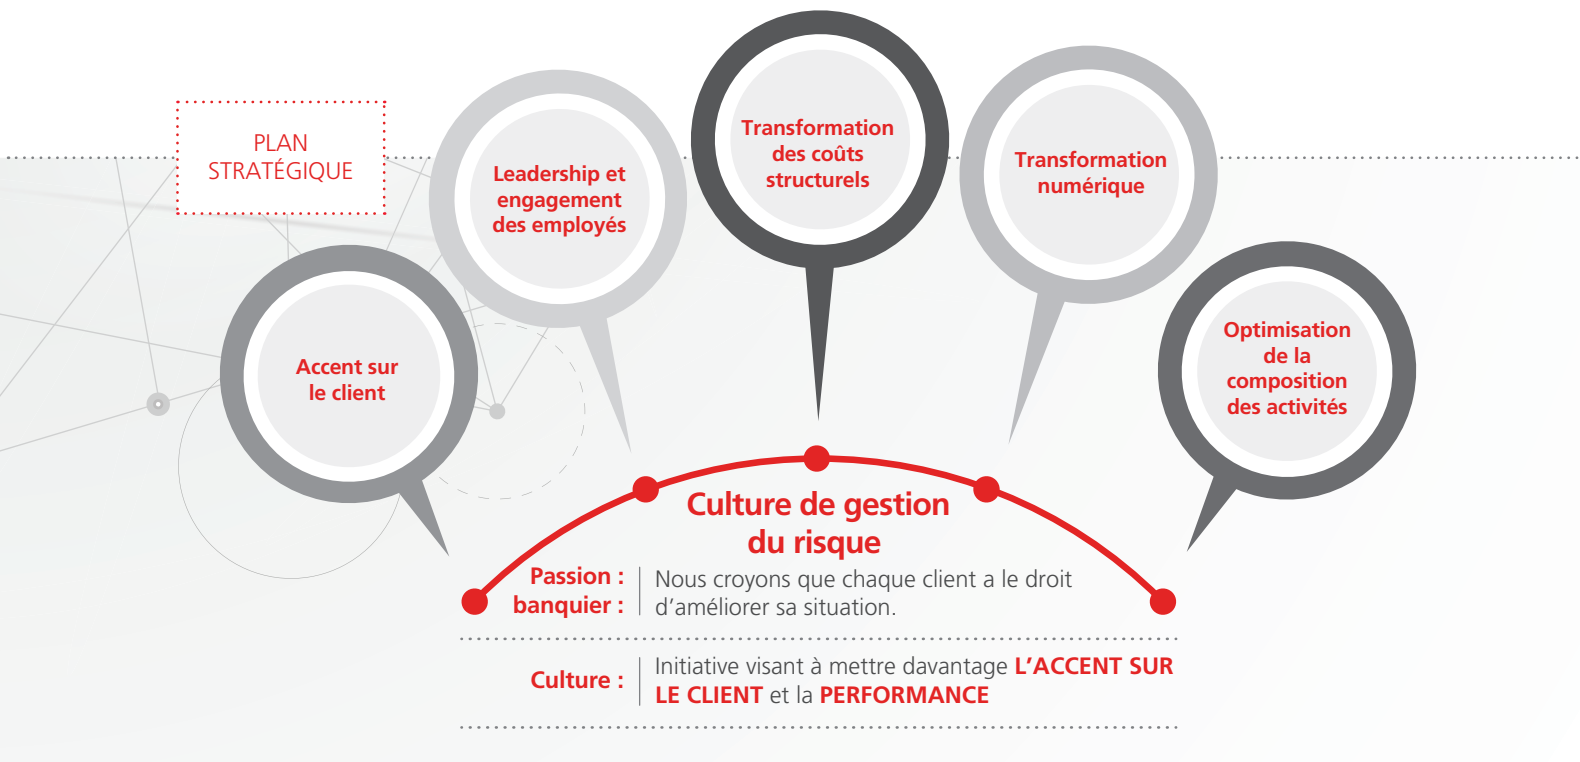 PLAN
STRATÉGIQUE
Accent sur
le client
Leadership et
engagement
des employés
Transformation
des coûts
structurels
Transformation
numérique
Optimisation
de la
composition
des activités
Culture de gestion
du risque
Passion :
banquier :
Nous croyons que chaque client a le droit
d’améliorer sa situation.
Culture :
Initiative visant à mettre davantage L’ACCENT SUR
LE CLIENT et la PERFORMANCE